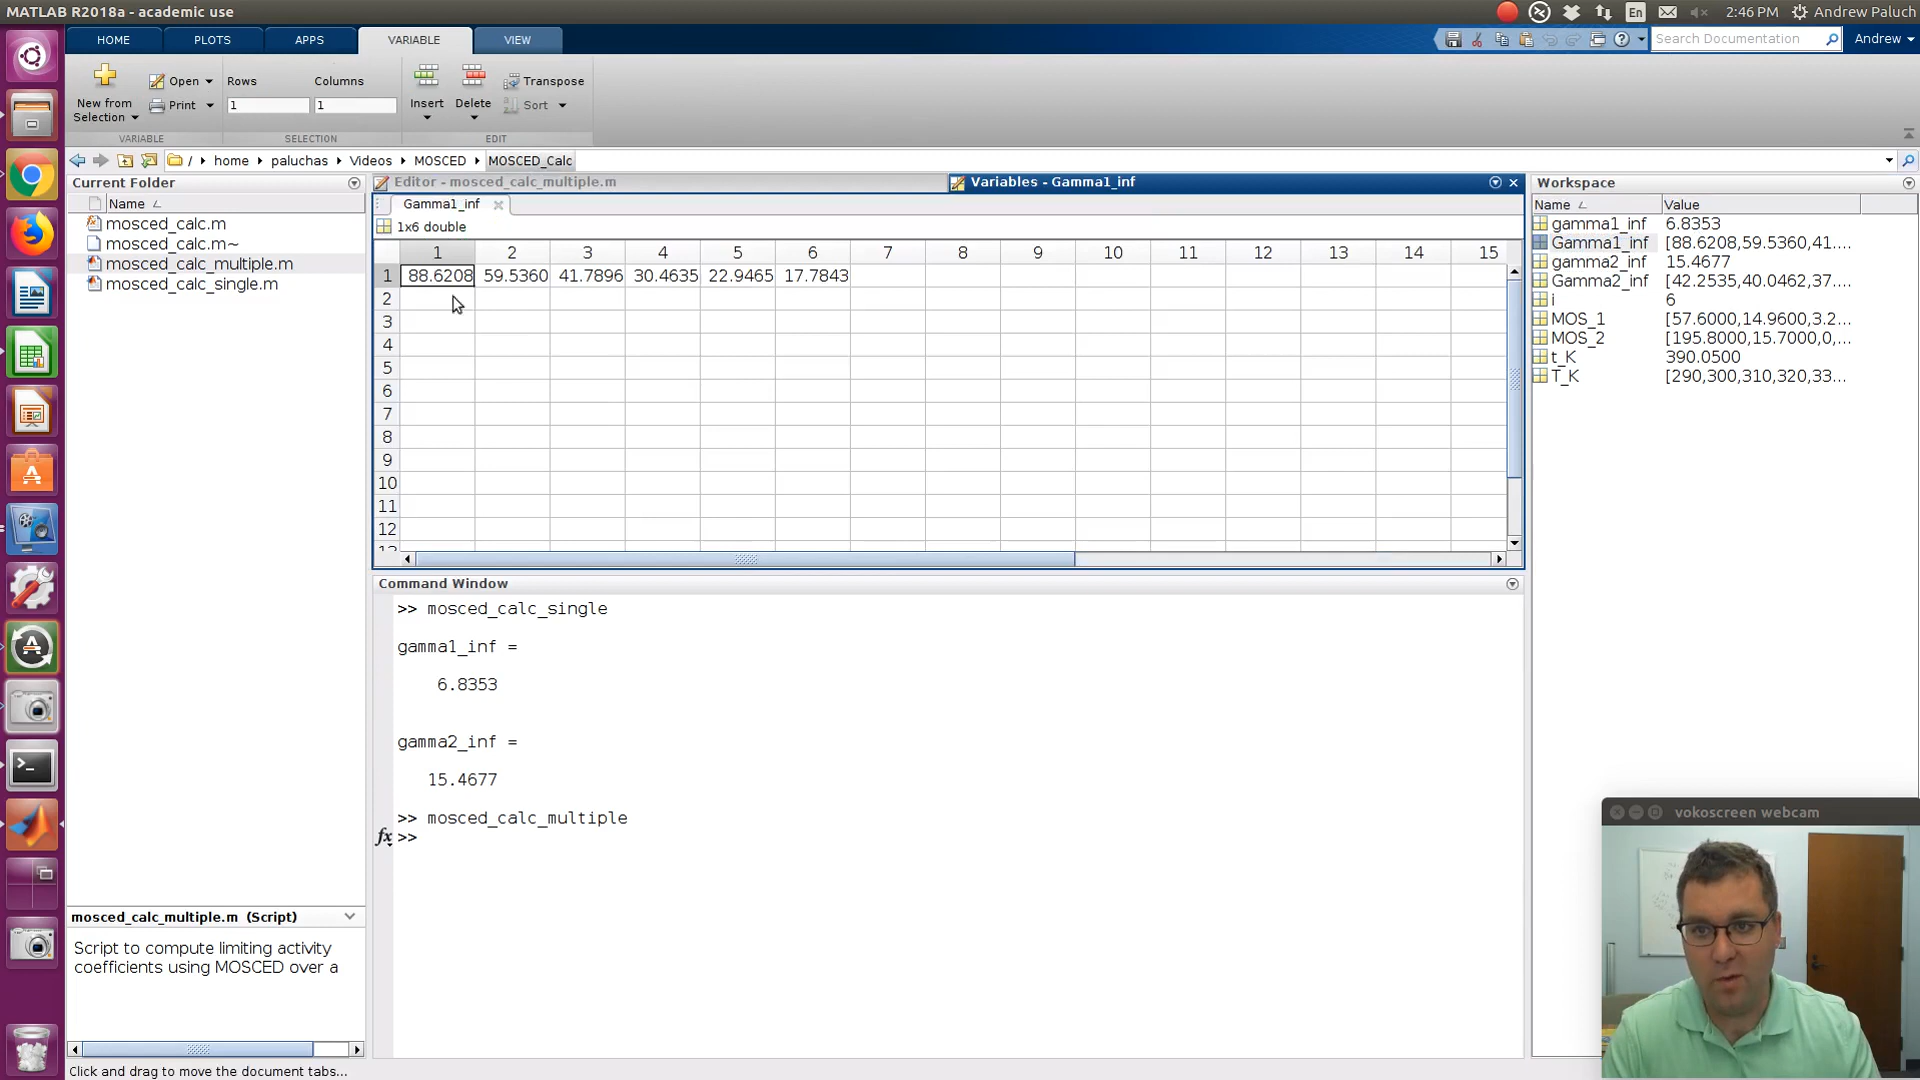 MATLAB R2018a - academic use
En
2:46 PM
Andrew Paluch
HOME
PLOTS
APPS
VARIABLE
VIEW
Search Documentation
Andrew
New from
Selection
Open
Print
Rows
1
Columns
1
Insert
Delete
Transpose
Sort
VARIABLE
SELECTION
EDIT
/ home paluchas Videos MOSCED MOSCED_Calc
Current Folder
Name
mosced_calc.m
mosced_calc.m~
mosced_calc_multiple.m
mosced_calc_single.m
Editor - mosced_calc_multiple.m
Variables - Gamma1_inf
Gamma1_inf
1x6 double
1 2 3 4 5 6 7 8 9 10 11 12 13 14 15
1 88.6208 59.5360 41.7896 30.4635 22.9465 17.7843
2
3
4
5
6
7
8
9
10
11
12
13
Command Window
>> mosced_calc_single
gamma1_inf =
6.8353
gamma2_inf =
15.4677
>> mosced_calc_multiple
fx >>
Workspace
Name Value
gamma1_inf 6.8353
Gamma1_inf [88.6208,59.5360,41....
gamma2_inf 15.4677
Gamma2_inf [42.2535,40.0462,37....
i 6
MOS_1 [57.6000,14.9600,3.2...
MOS_2 [195.8000,15.7000,0,...
t_K 390.0500
T_K [290,300,310,320,33...
mosced_calc_multiple.m (Script)
Script to compute limiting activity
coefficients using MOSCED over a
vokoscreen webcam
Click and drag to move the document tabs...